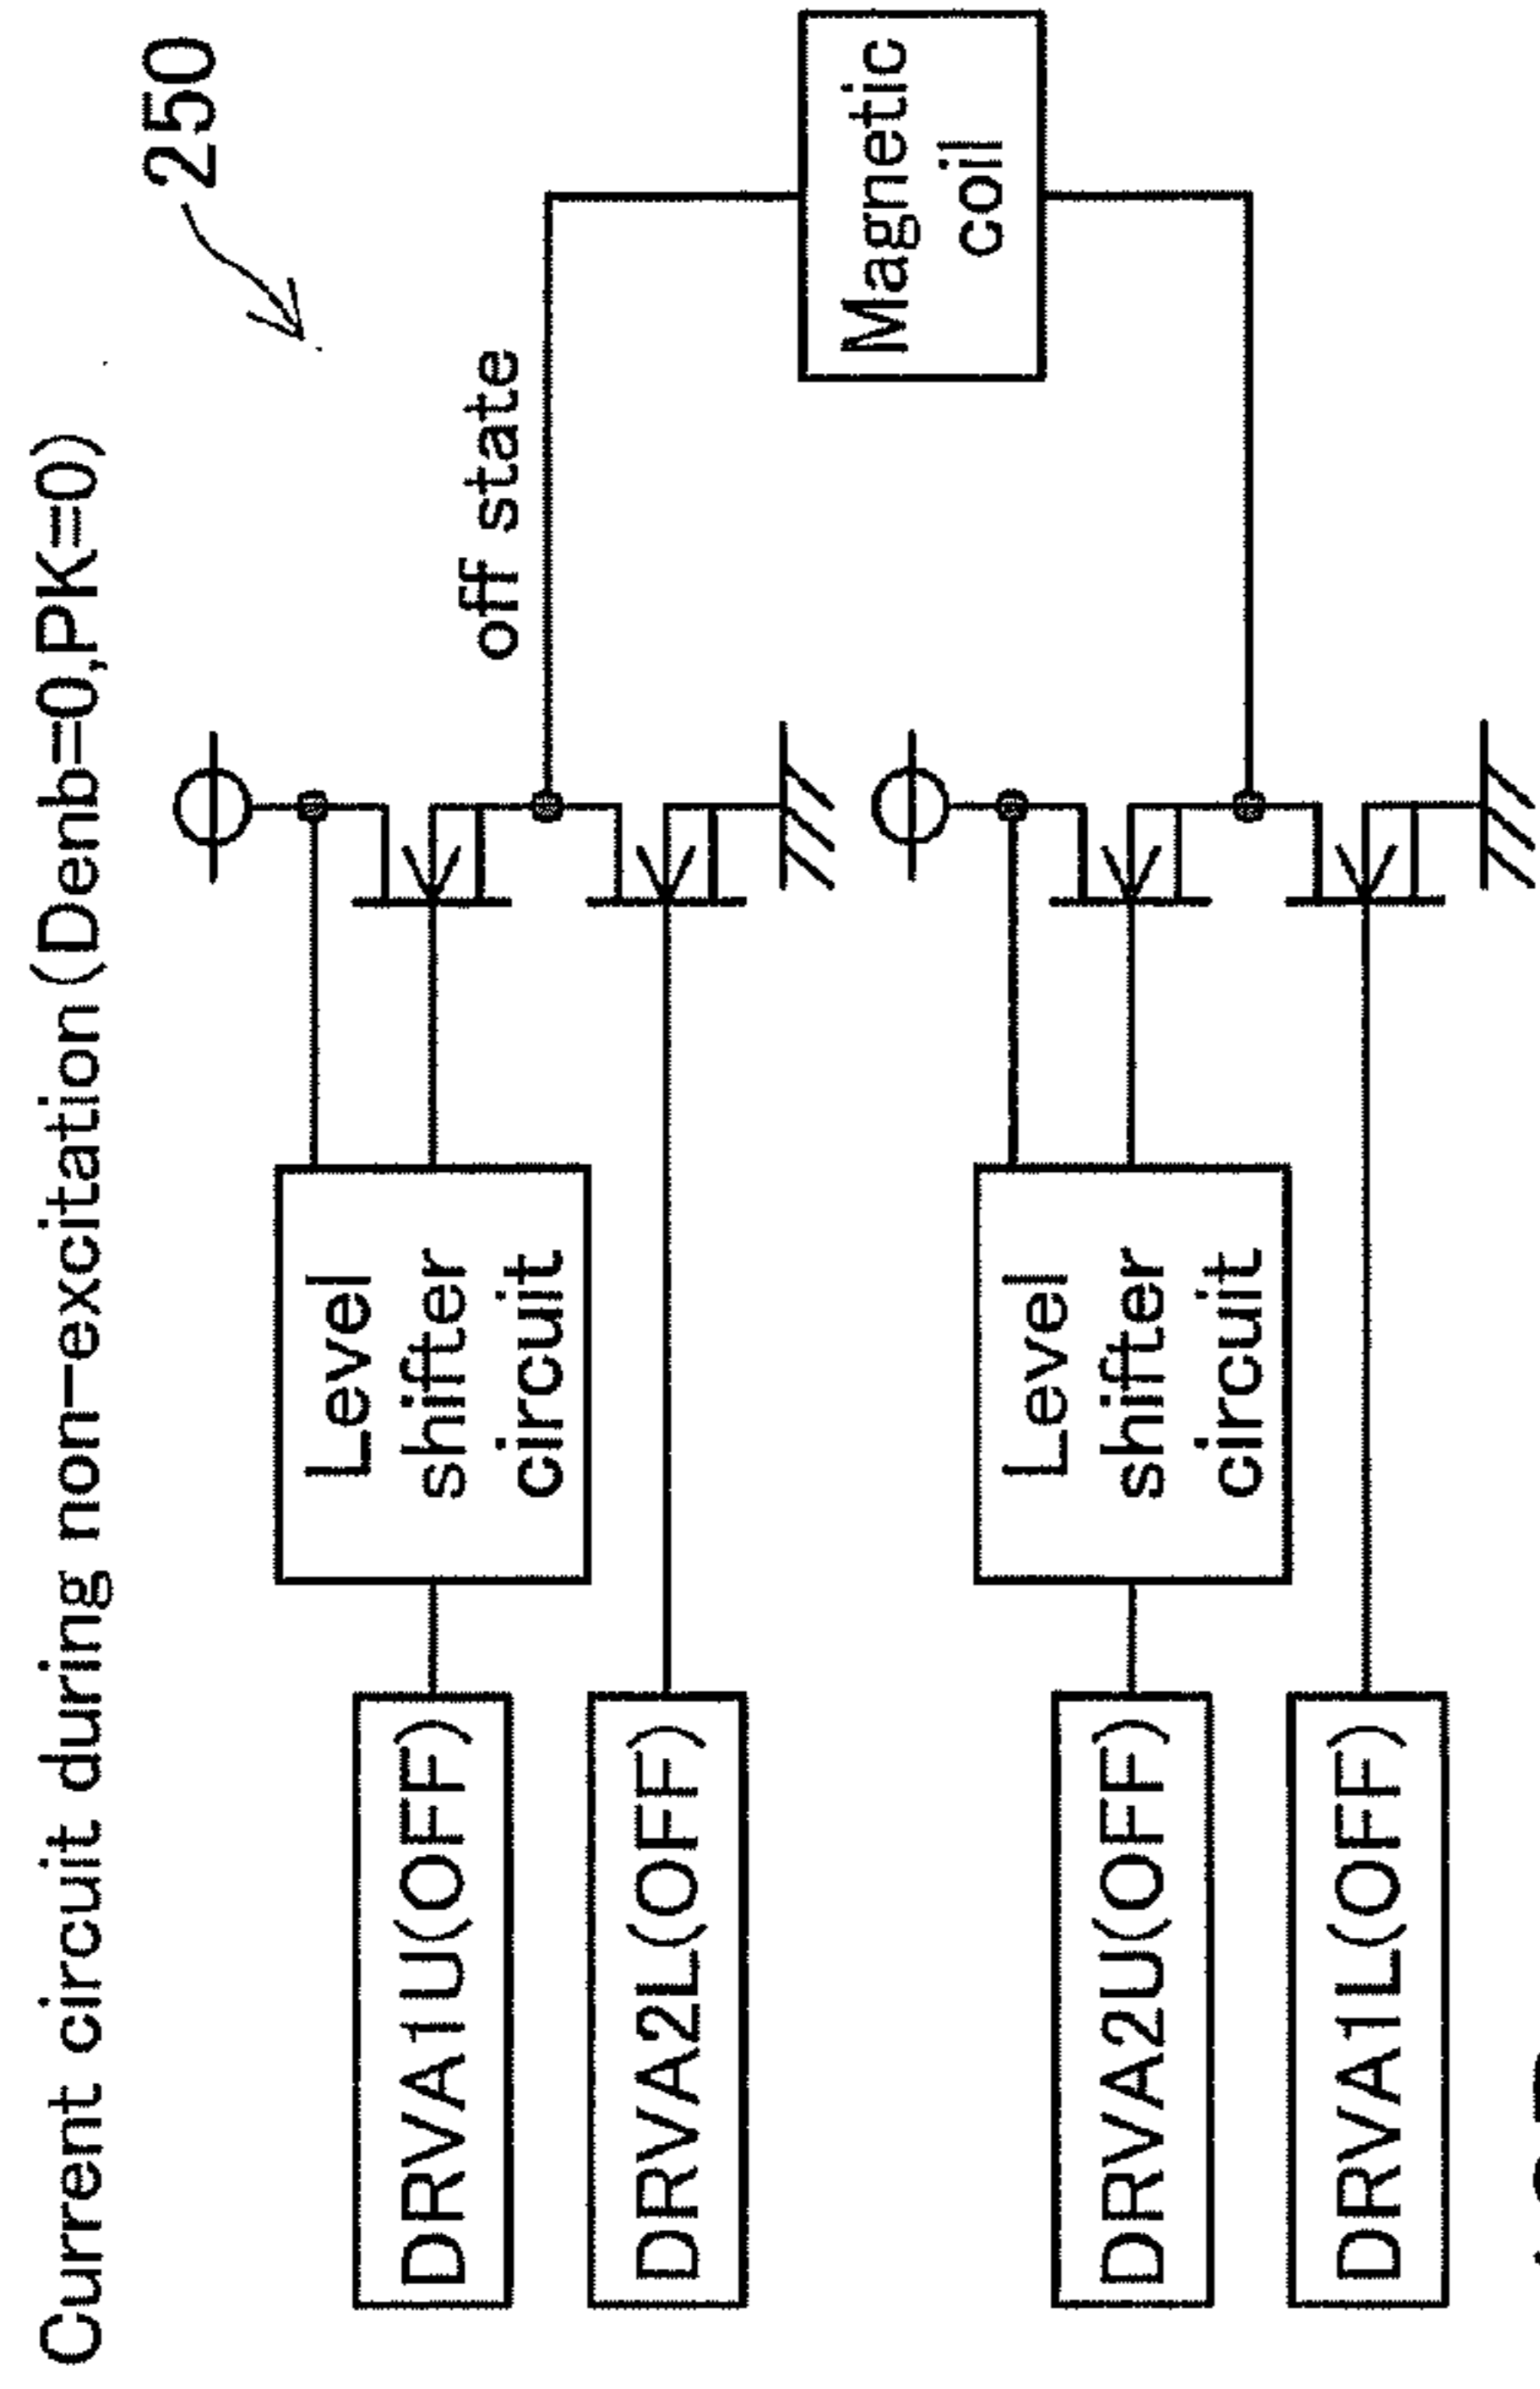 Current circuit during non-excitation (Denb=0,PK=0)
250
off state
Level
shifter
circuit
DRVA1U(OFF)
DRVA2L(OFF)
Magnetic
coil
Level
shifter
circuit
DRVA2U(OFF)
DRVA1L(OFF)